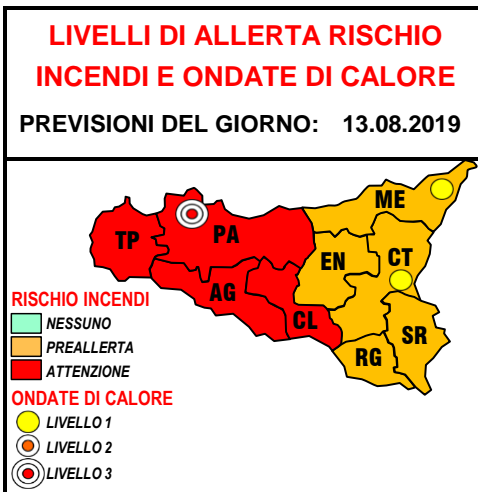 LIVELLI DI ALLERTA RISCHIO
INCENDI E ONDATE DI CALORE
PREVISIONI DEL GIORNO: 13.08.2019
ME
TP
PA
EN
CT
AG
CL
SR
RG
RISCHIO INCENDI
NESSUNO
PREALLERTA
ATTENZIONE
ONDATE DI CALORE
LIVELLO 1
LIVELLO 2
LIVELLO 3